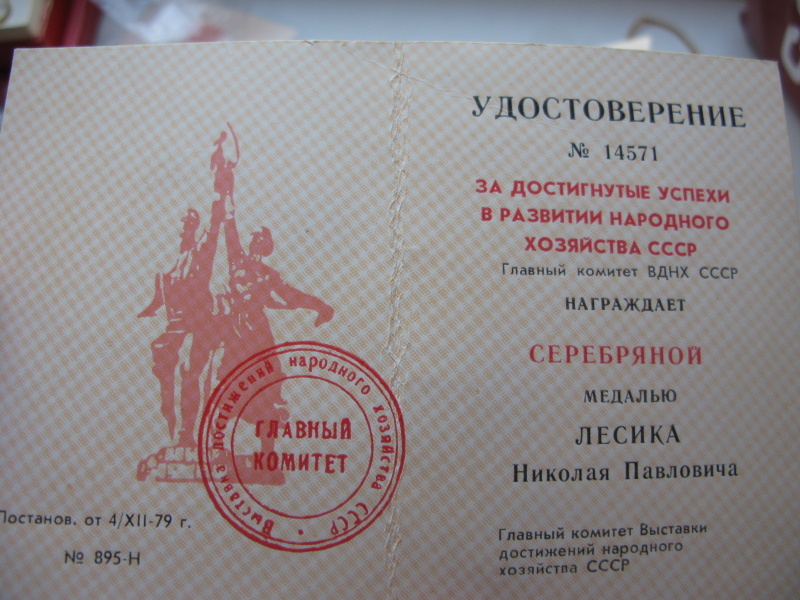 Постанов. от 4/XII-79 г.
№ 895-Н
Выставка достижений народного хозяйства СССР •
ГЛАВНЫЙ
КОМИТЕТ
УДОСТОВЕРЕНИЕ
№ 14571
ЗА ДОСТИГНУТЫЕ УСПЕХИ
В РАЗВИТИИ НАРОДНОГО
ХОЗЯЙСТВА СССР
Главный комитет ВДНХ СССР
НАГРАЖДАЕТ
СЕРЕБРЯНОЙ
МЕДАЛЬЮ
ЛЕСИКА
Николая Павловича
Главный комитет Выставки
достижений народного
хозяйства СССР